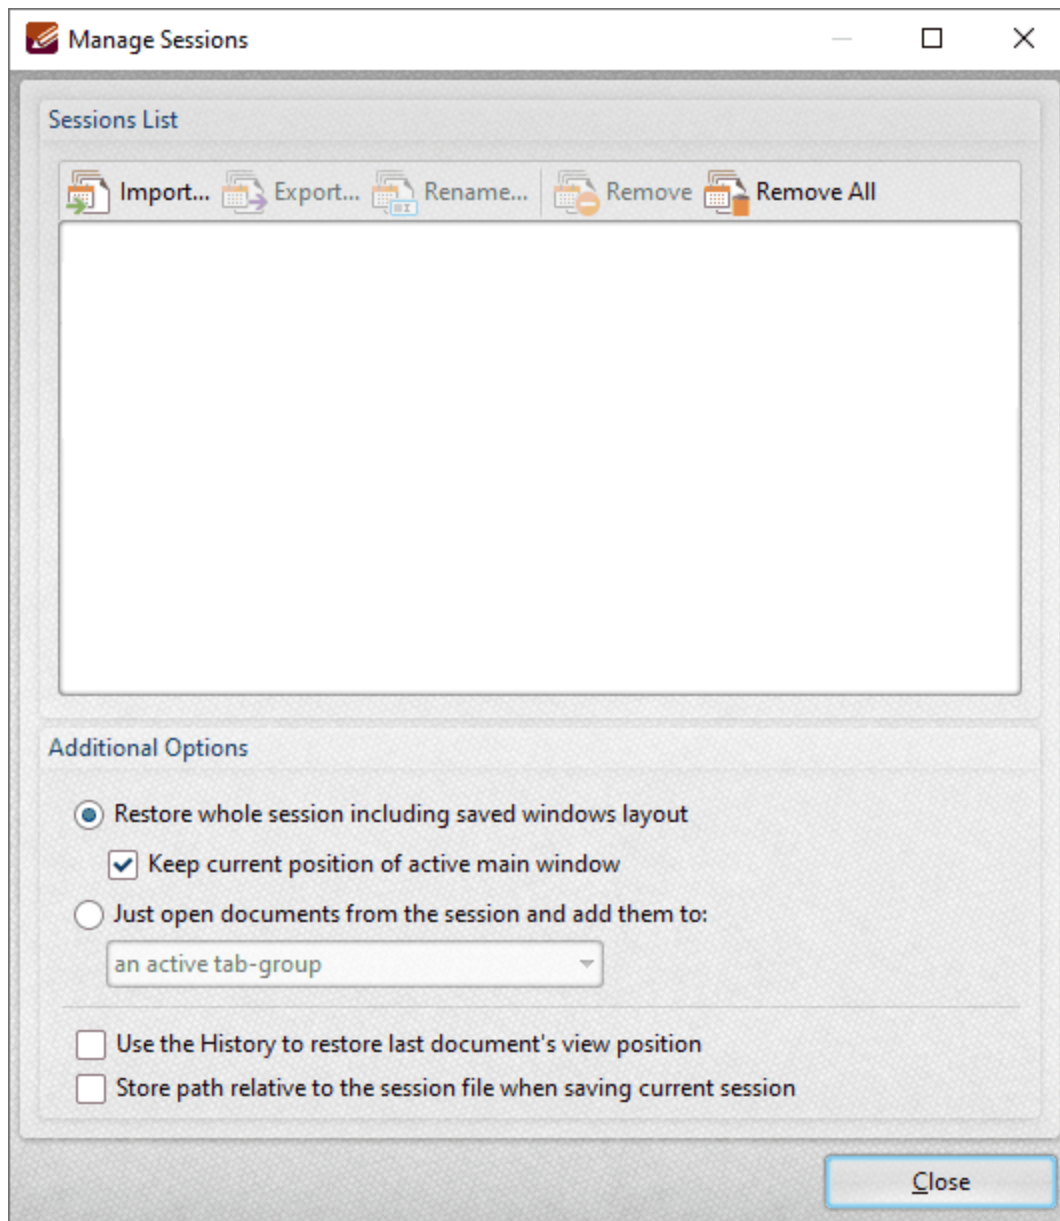 Manage Sessions
Sessions List
Import... Export... Rename... Remove Remove All
Additional Options
Restore whole session including saved windows layout
Keep current position of active main window
Just open documents from the session and add them to:
an active tab-group
Use the History to restore last document's view position
Store path relative to the session file when saving current session
Close